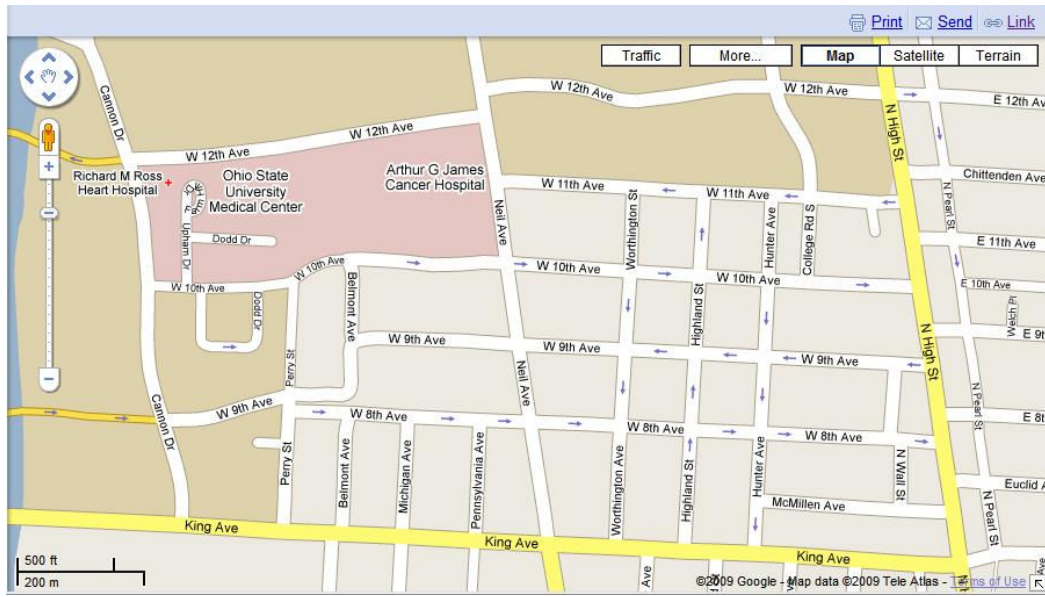 Print Send Link
Traffic More... Map Satellite Terrain
W 12th Ave
W 12th Ave
E 12th Av
Cannon Dr
N High St
W 12th Ave
W 12th Ave
Richard M Ross
Heart Hospital
Ohio State
University
Medical Center
Arthur G James
Cancer Hospital
Chittenden Ave
W 11th Ave
W 11th Ave
Worthington St
Hunter Ave
College Rd S
N Pearl St
Neil Ave
Upham Dr
Dodd Dr
E 11th Ave
W 10th Ave
W 10th Ave
W 10th Ave
W 10th Ave
E 10th Ave
Belmont Ave
Dodd Dr
Highland St
Welch Pl
N High St
W 9th Ave
W 9th Ave
W 9th Ave
E 9t
Perry St
Neil Ave
N Pearl St
Cannon Dr
W 9th Ave
W 8th Ave
W 8th Ave
W 8th Ave
E 8t
Perry St
Belmont Ave
Michigan Ave
Pennsylvania Ave
Worthington Ave
Highland St
Hunter Ave
N Wall St
Euclid A
McMillen Ave
N Pearl St
King Ave
King Ave
King Ave
500 ft
200 m
Ave
©2009 Google - Map data ©2009 Tele Atlas - Terms of Use